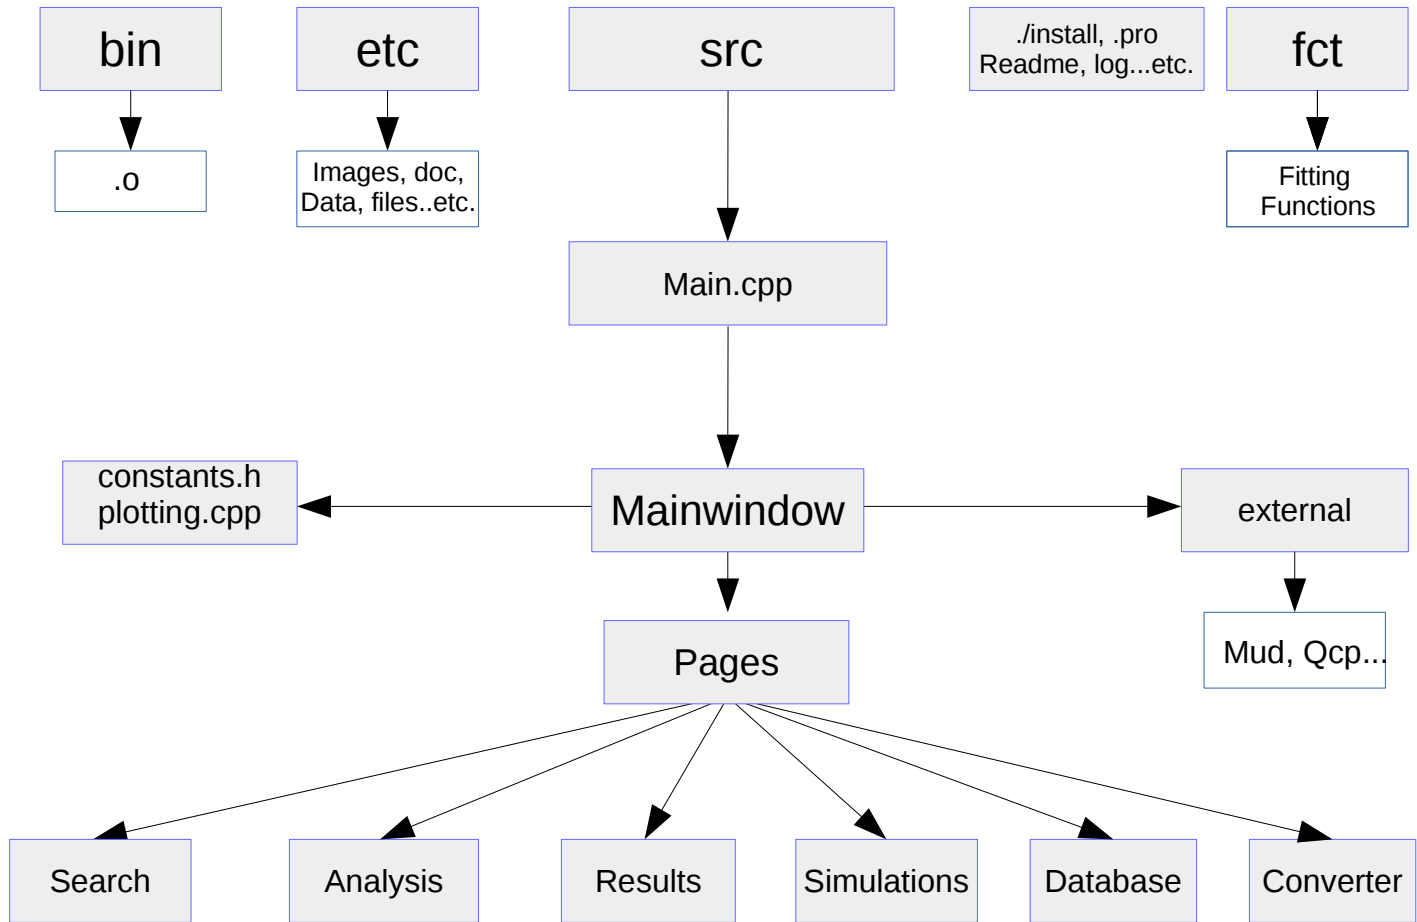 bin
etc
src
./install, .pro
Readme, log...etc.
fct
.o
Images, doc,
Data, files..etc.
Fitting
Functions
Main.cpp
constants.h
plotting.cpp
Mainwindow
external
Mud, Qcp...
Pages
Search
Analysis
Results
Simulations
Database
Converter